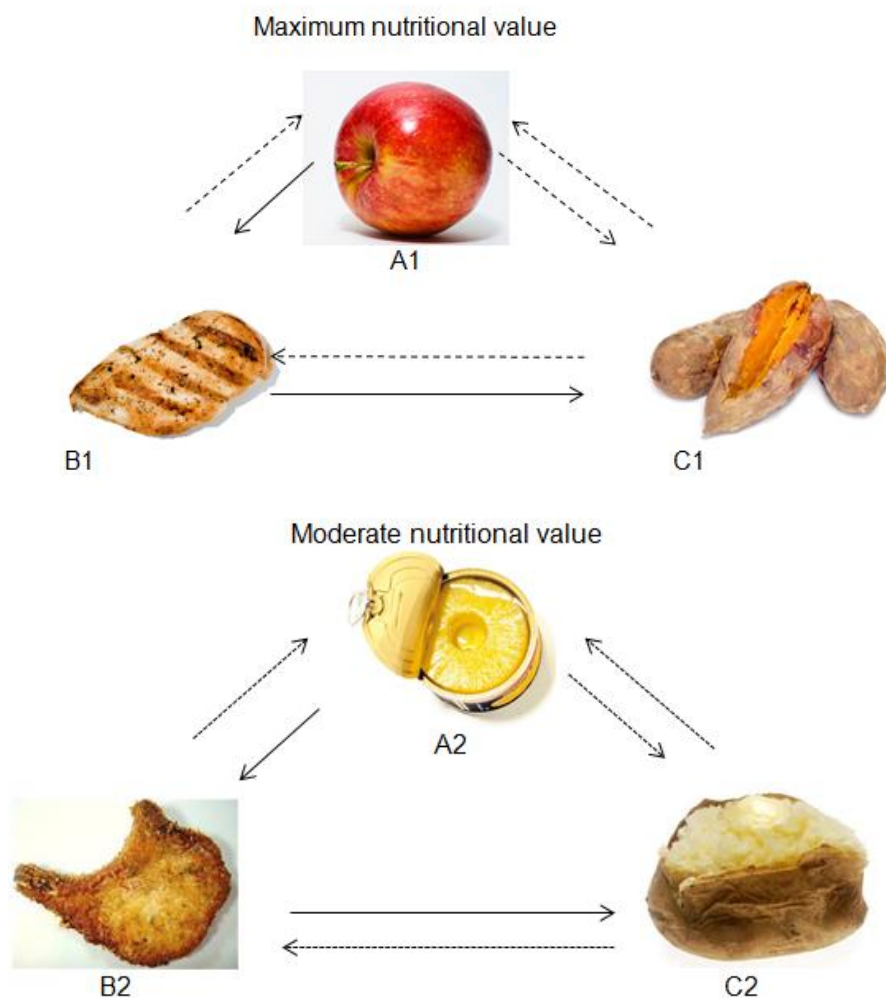 Maximum nutritional value
A1
B1
C1
Moderate nutritional value
A2
B2
C2